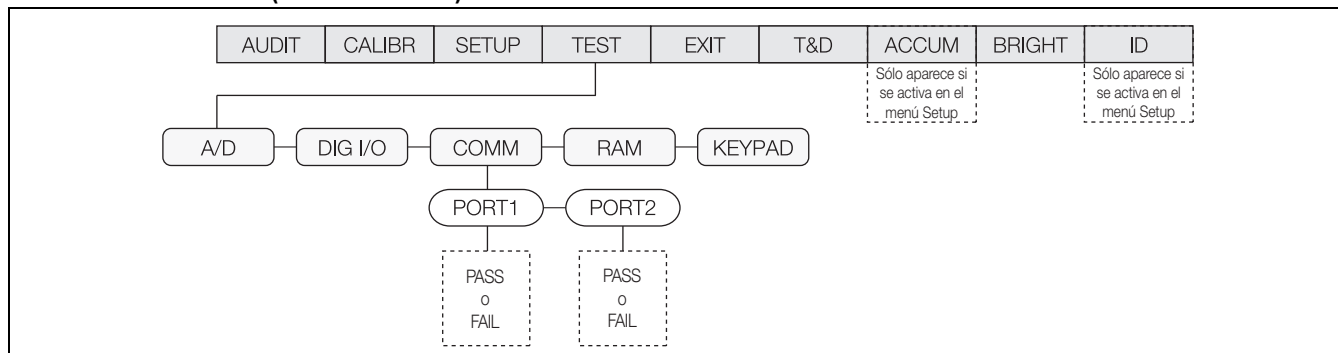 AUDIT CALIBR SETUP TEST EXIT T&D ACCUM BRIGHT ID
Sólo aparece si
se activa en el
menú Setup
Sólo aparece si
se activa en el
menú Setup
A/D DIG I/O COMM RAM KEYPAD
PORT1 PORT2
PASS
o
FAIL
PASS
o
FAIL